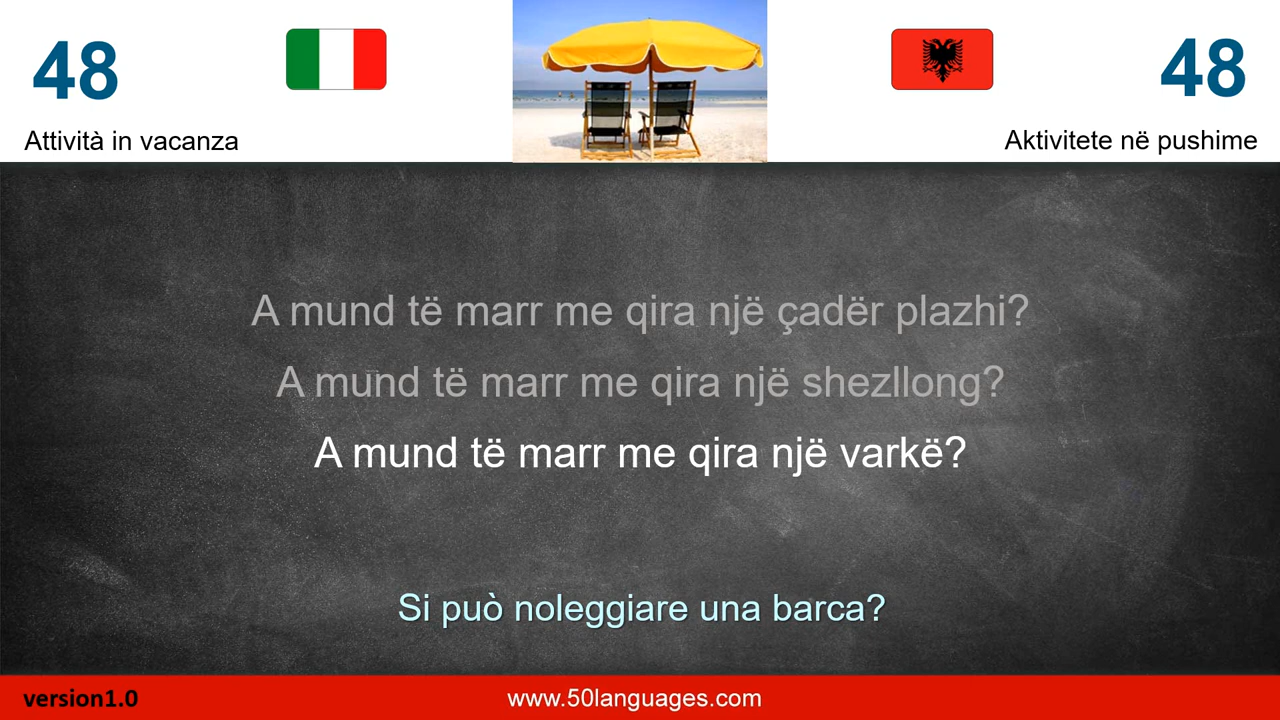 48
48
Attività in vacanza
Aktivitete në pushime
A mund të marr me qira një çadër plazhi?
A mund të marr me qira një shezllong?
A mund të marr me qira një varkë?
Si può noleggiare una barca?
version1.0
www.50languages.com